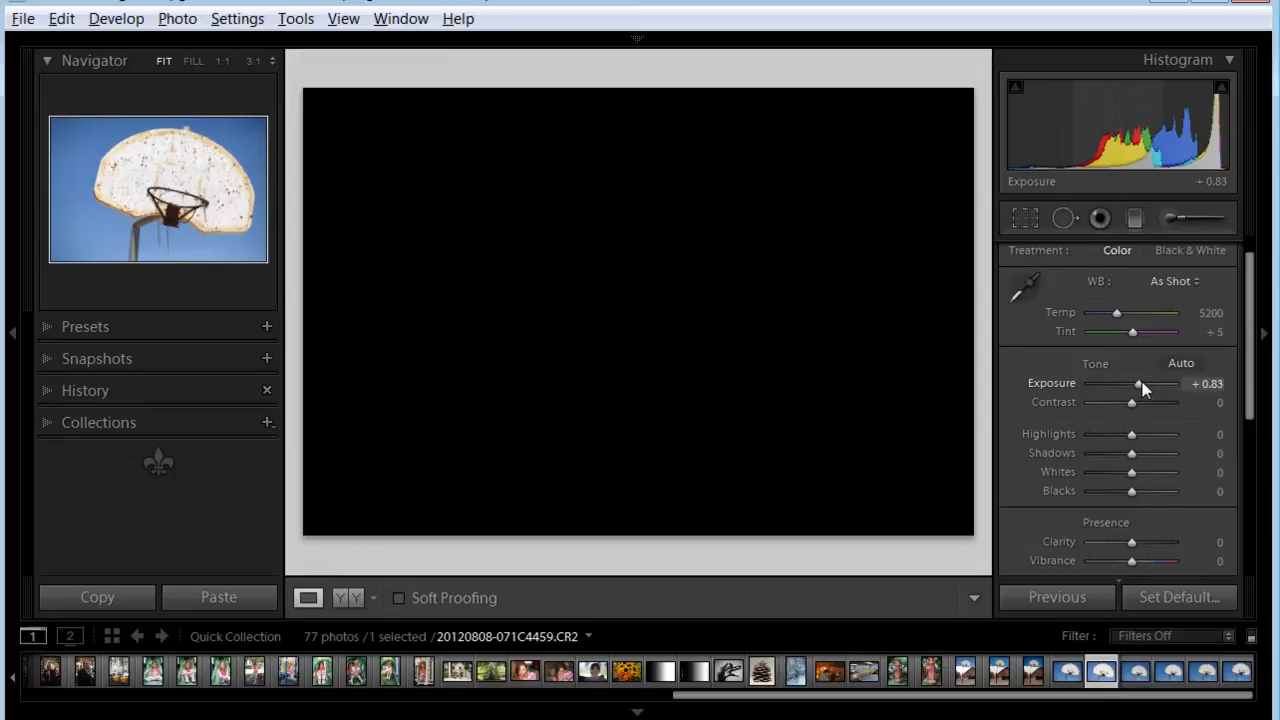 File Edit Develop Photo Settings Tools View Window Help
Navigator FIT FILL 1:1 3:1
Histogram
Exposure + 0.83
Treatment : Color Black & White
WB : As Shot
Temp 5200
Tint + 5
Tone Auto
Exposure + 0.83
Contrast 0
Highlights 0
Shadows 0
Whites 0
Blacks 0
Presence
Clarity 0
Vibrance 0
Presets
Snapshots
History
Collections
Copy Paste
Y Y
Soft Proofing
Previous Set Default...
1 2 Quick Collection 77 photos /1 selected /20120808-071C4459.CR2 Filter : Filters Off